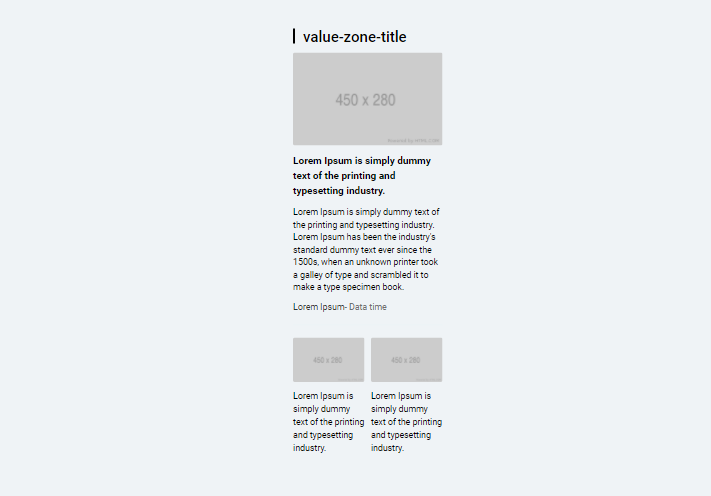 value-zone-title
450 x 280
Lorem Ipsum is simply dummy
text of the printing and
typesetting industry.
Lorem Ipsum is simply dummy text of
the printing and typesetting industry.
Lorem Ipsum has been the industry's
standard dummy text ever since the
1500s, when an unknown printer took
a galley of type and scrambled it to
make a type specimen book.
Lorem Ipsum- Data time
450 x 280
450 x 280
Lorem Ipsum is
simply dummy
text of the printing
and typesetting
industry.
Lorem Ipsum is
simply dummy
text of the printing
and typesetting
industry.